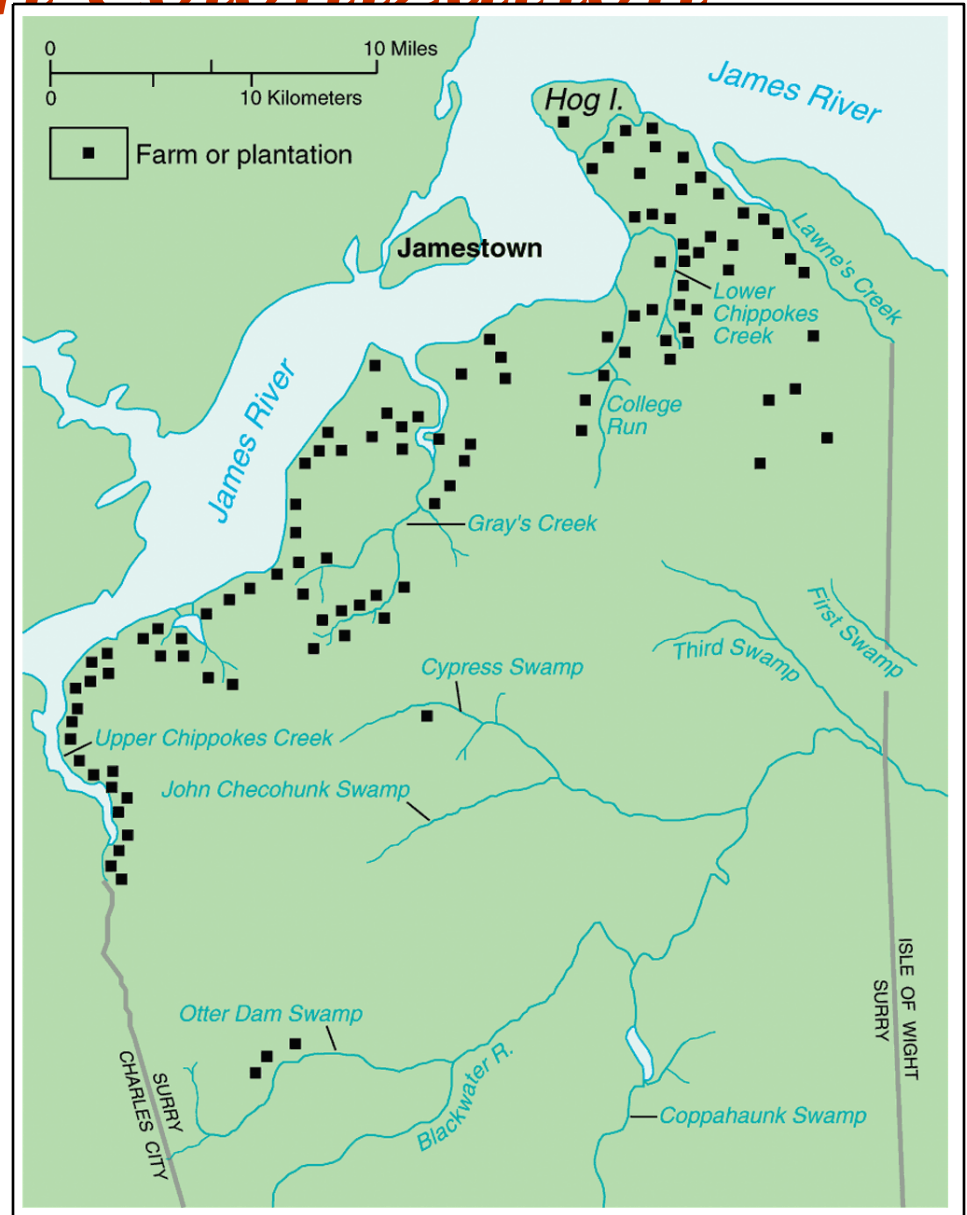 0 10 Miles
0 10 Kilometers
Farm or plantation
Hog I.
James River
Jamestown
Lawne's Creek
Lower
Chippokes
Creek
James River
College
Run
Gray's Creek
First Swamp
Third Swamp
Cypress Swamp
Upper Chippokes Creek
John Checohunk Swamp
ISLE OF WIGHT
SURRY
Otter Dam Swamp
Blackwater R.
SURRY
CHARLES CITY
Coppahaunk Swamp